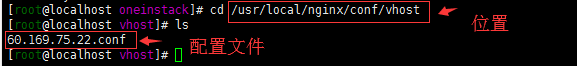 [root@localhost oneinstack]# cd /usr/local/nginx/conf/vhost
[root@localhost vhost]# ls
位置
60.169.75.22.conf
[root@localhost vhost]#
配置文件